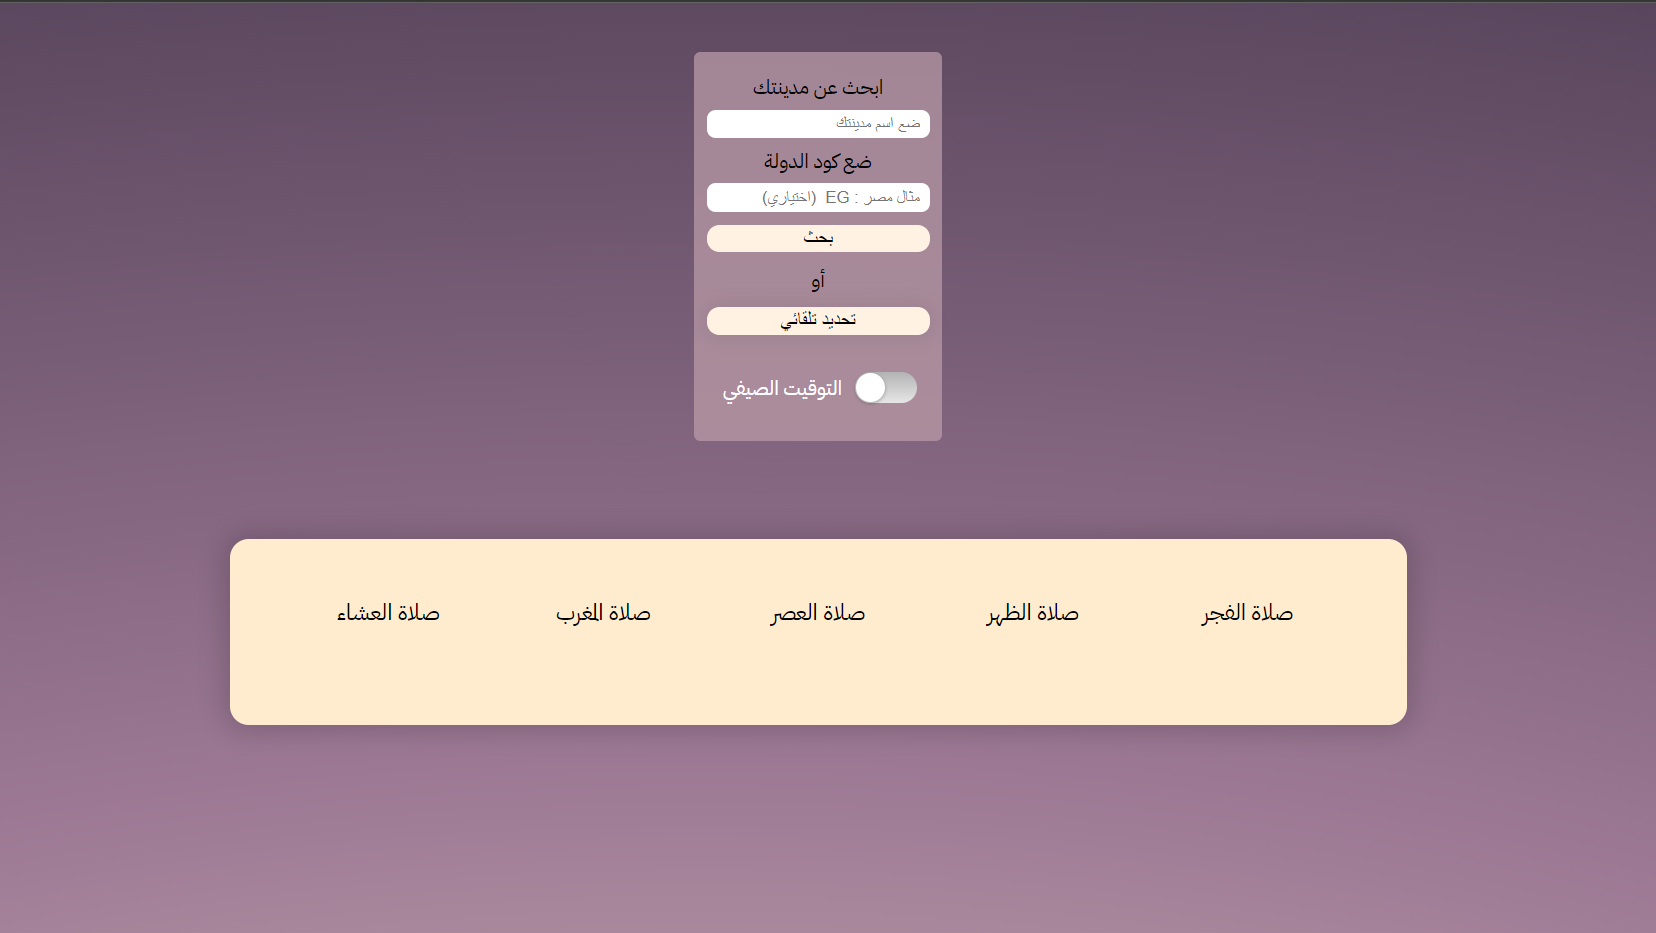 ابحث عن مدينتك
ضع اسم مدينتك
ضع كود الدولة
مثال مصر : EG (اختياري)
بحث
أو
تحديد تلقائي
التوقيت الصيفي
صلاة الفجر
صلاة الظهر
صلاة العصر
صلاة المغرب
صلاة العشاء